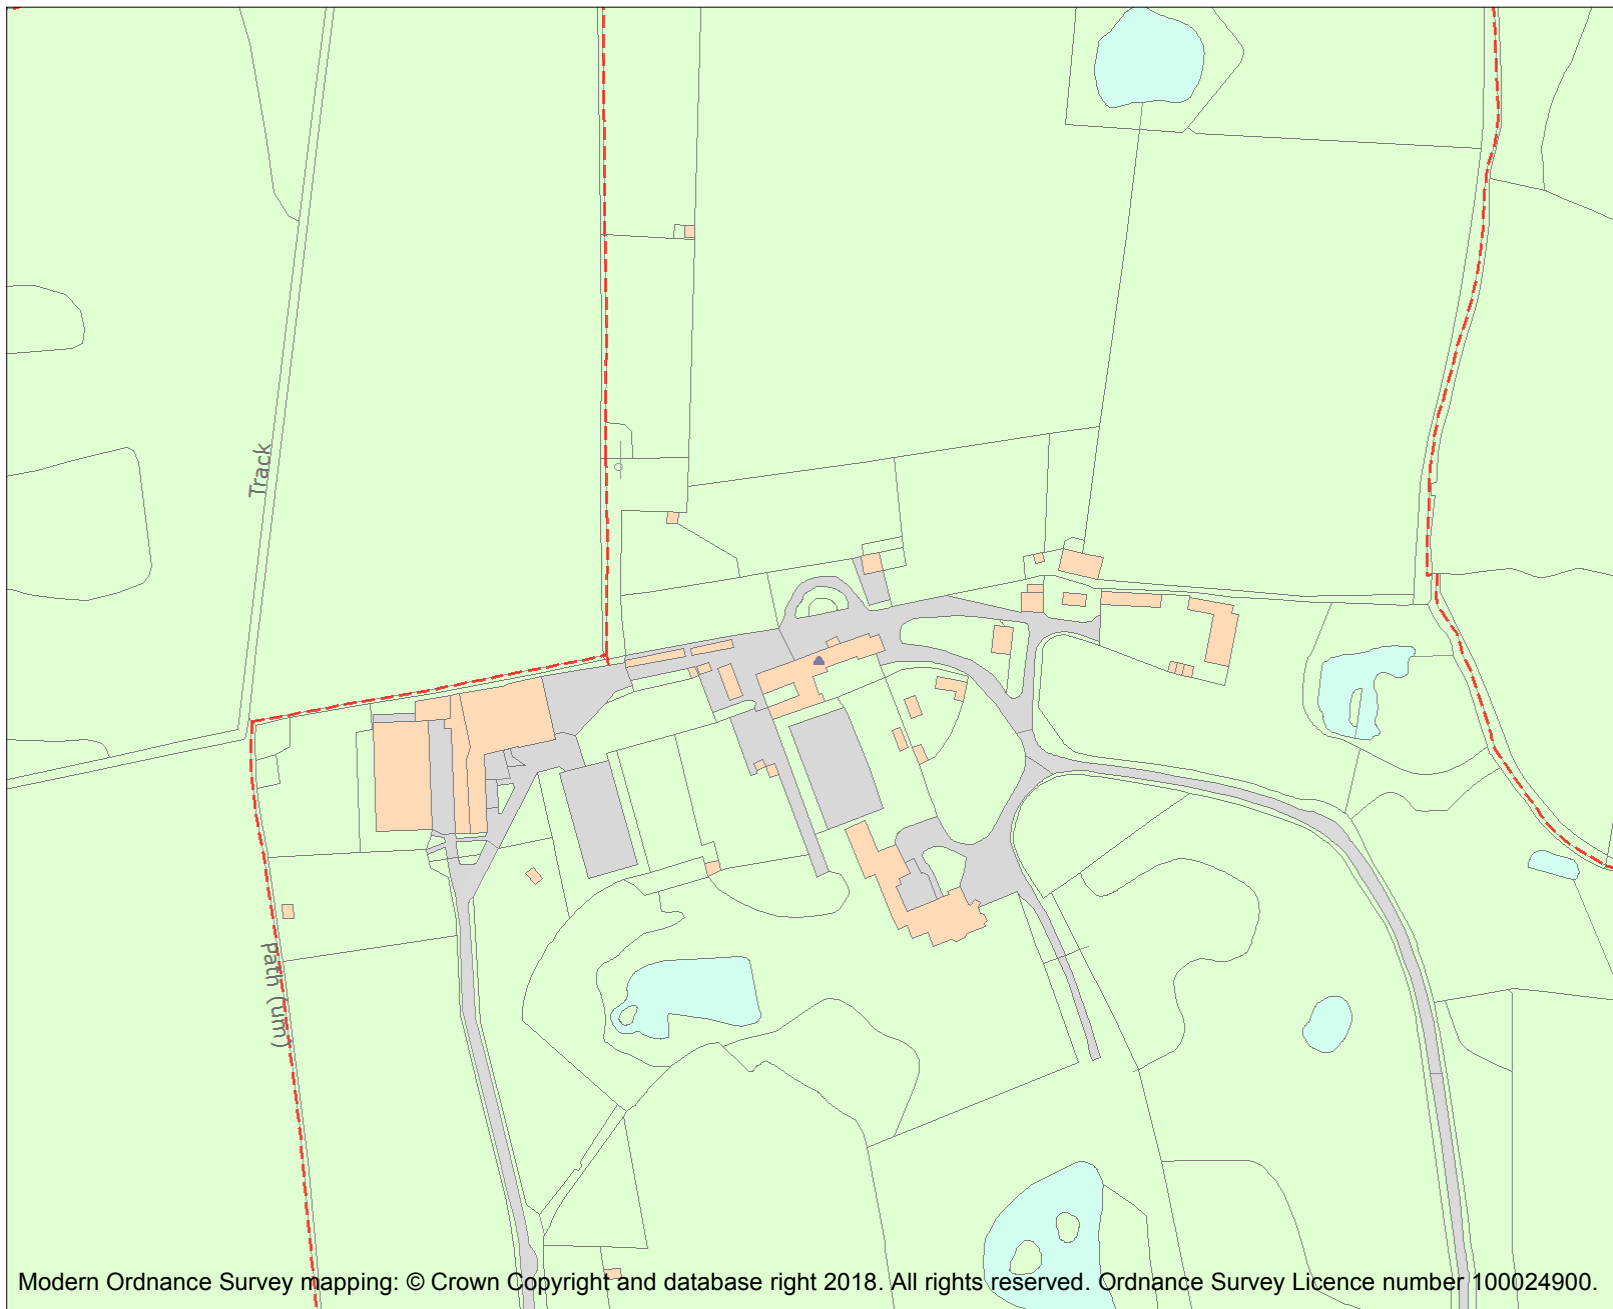 Track
Path (um)
Modern Ordnance Survey mapping: © Crown Copyright and database right 2018. All rights reserved. Ordnance Survey Licence number 100024900.